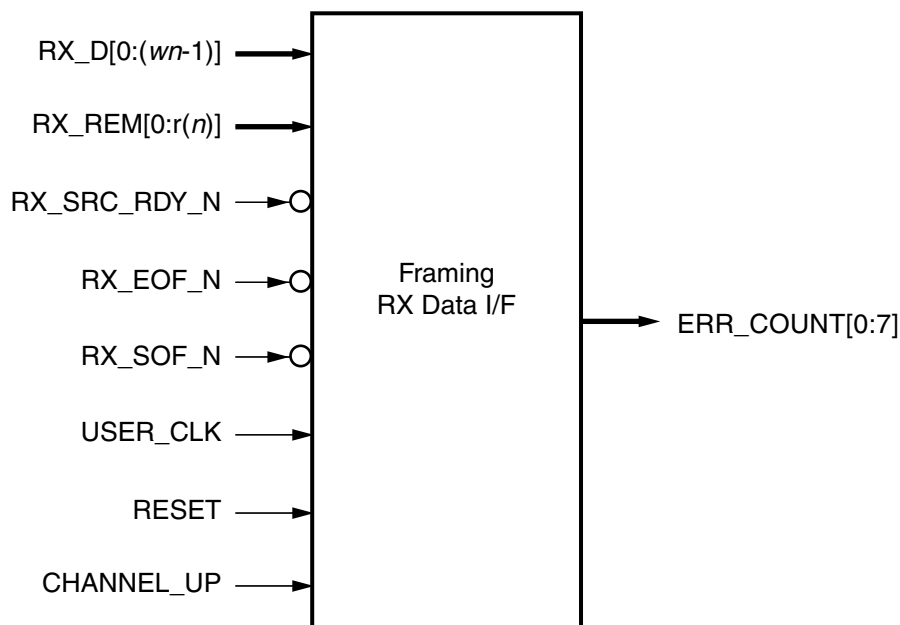 RX_D[0:(wn-1)]
RX_REM[0:r(n)]
RX_SRC_RDY_N
RX_EOF_N
RX_SOF_N
USER_CLK
RESET
CHANNEL_UP
Framing
RX Data I/F
ERR_COUNT[0:7]